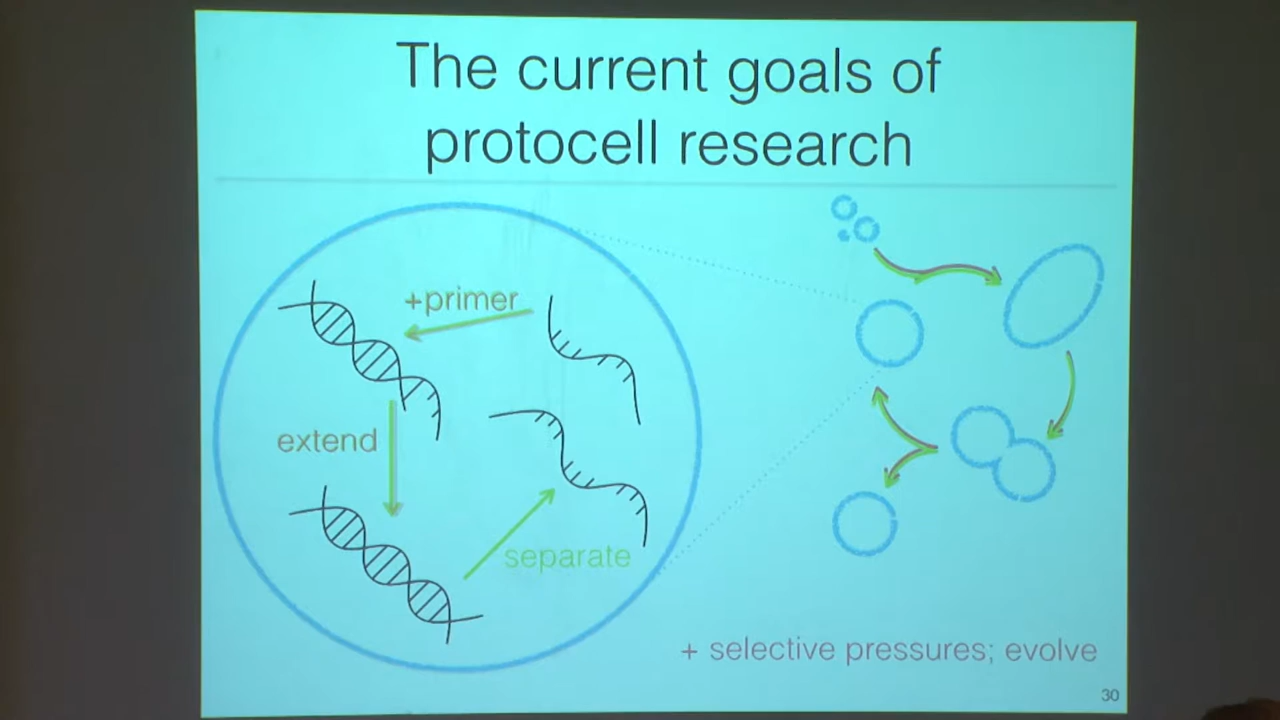 The current goals of
protocell research
+primer
extend
separate
+ selective pressures; evolve
30